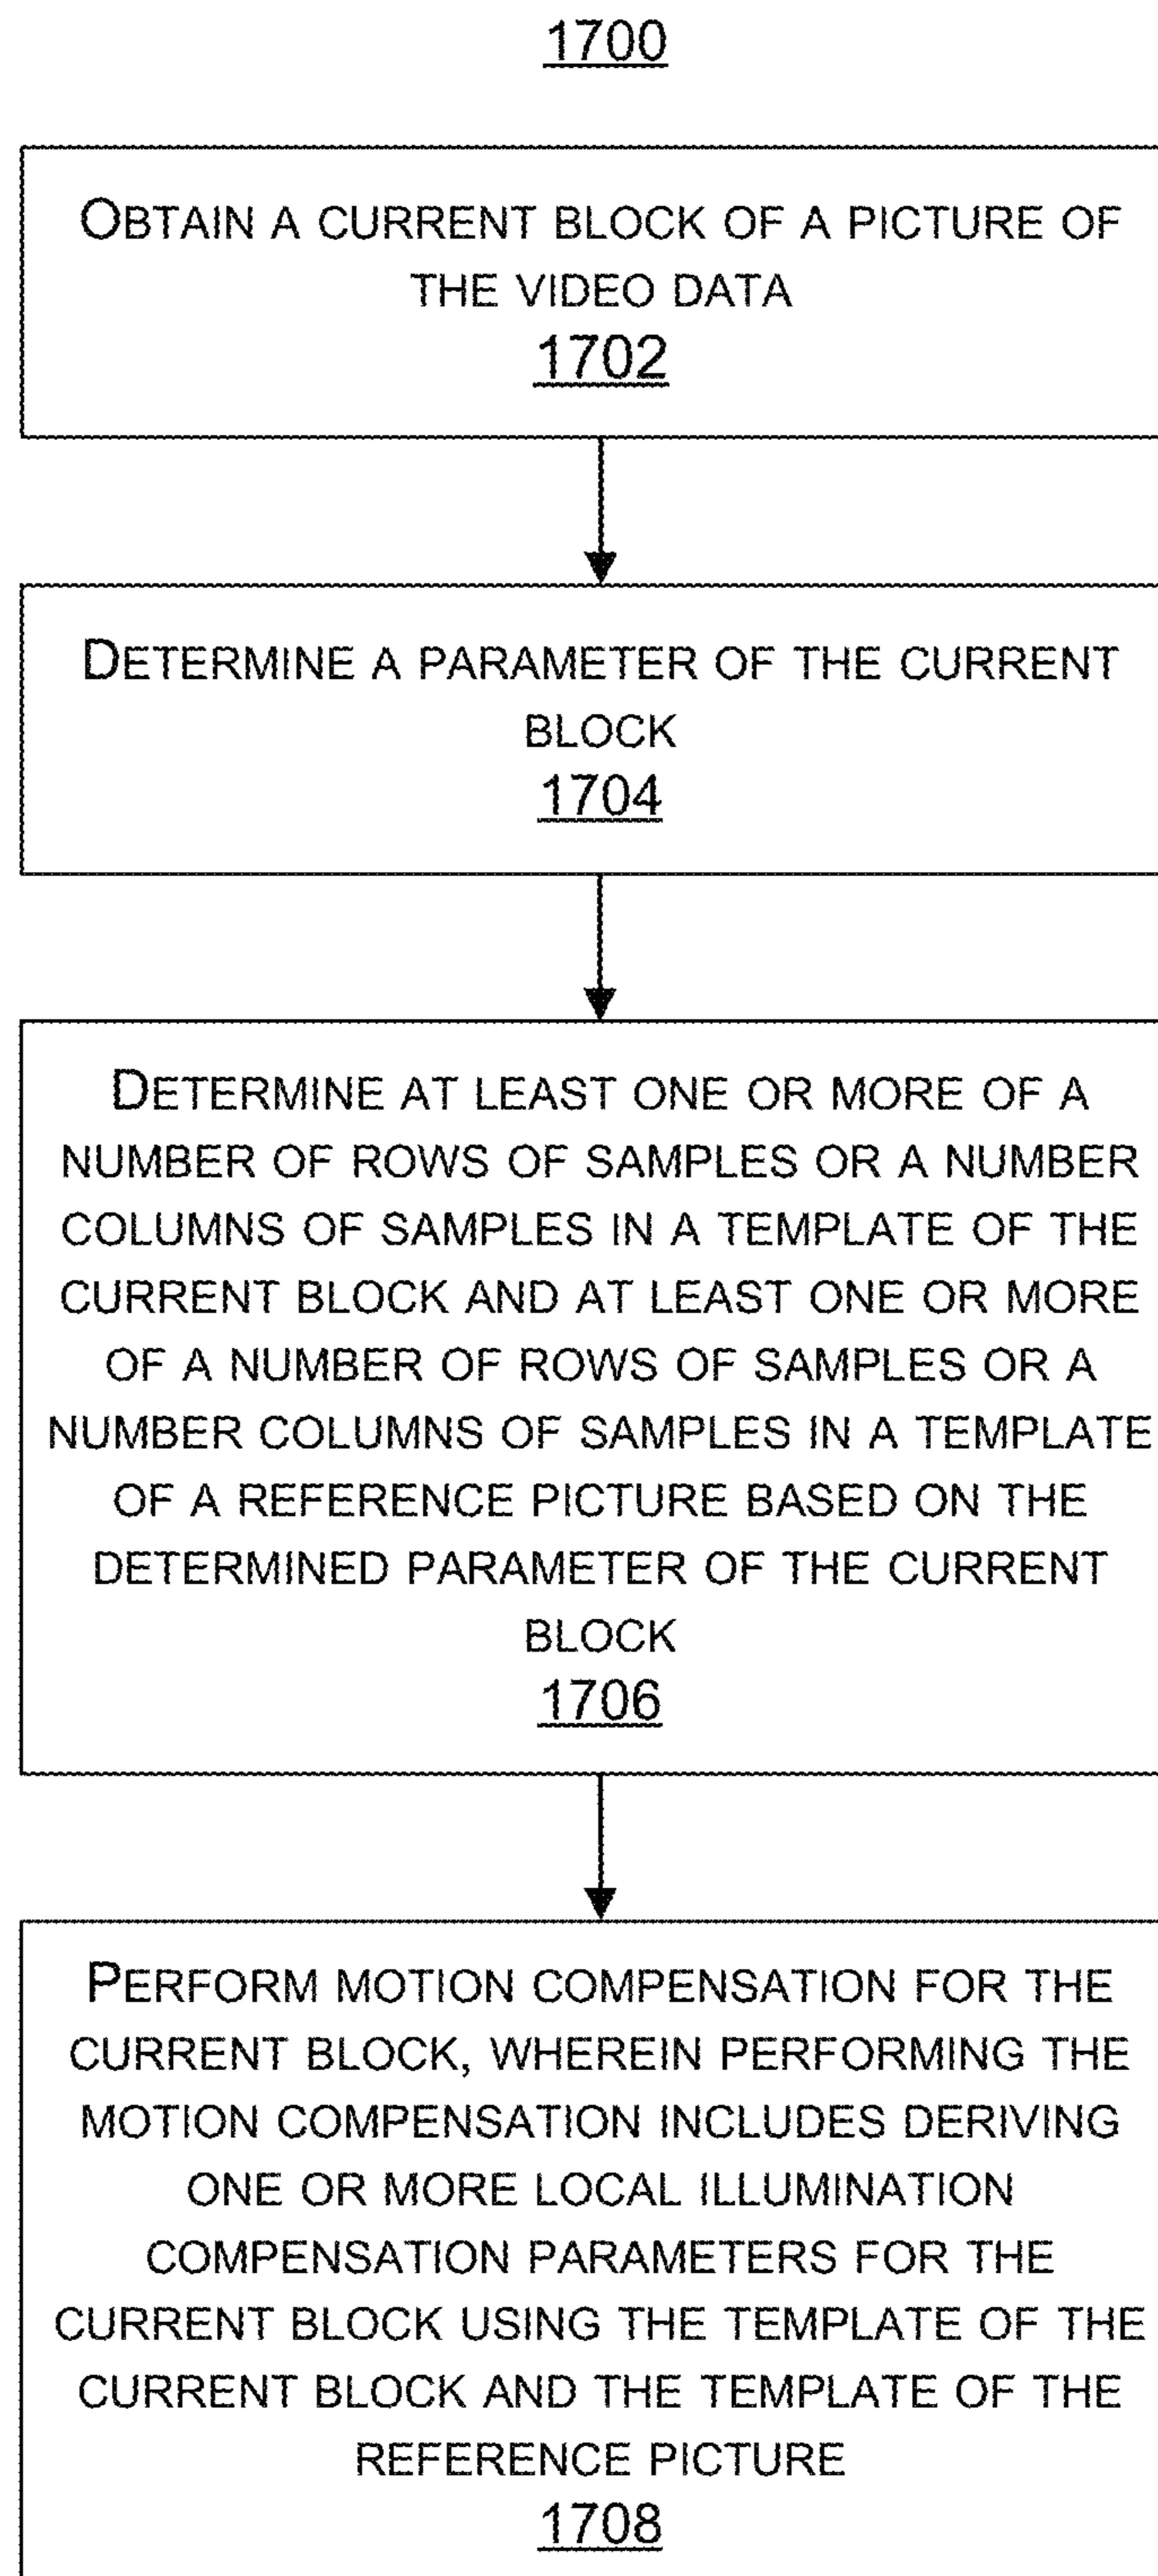 1700
OBTAIN A CURRENT BLOCK OF A PICTURE OF
THE VIDEO DATA
1702
DETERMINE A PARAMETER OF THE CURRENT
BLOCK
1704
DETERMINE AT LEAST ONE OR MORE OF A
NUMBER OF ROWS OF SAMPLES OR A NUMBER
COLUMNS OF SAMPLES IN A TEMPLATE OF THE
CURRENT BLOCK AND AT LEAST ONE OR MORE
OF A NUMBER OF ROWS OF SAMPLES OR A
NUMBER COLUMNS OF SAMPLES IN A TEMPLATE
OF A REFERENCE PICTURE BASED ON THE
DETERMINED PARAMETER OF THE CURRENT
BLOCK
1706
PERFORM MOTION COMPENSATION FOR THE
CURRENT BLOCK, WHEREIN PERFORMING THE
MOTION COMPENSATION INCLUDES DERIVING
ONE OR MORE LOCAL ILLUMINATION
COMPENSATION PARAMETERS FOR THE
CURRENT BLOCK USING THE TEMPLATE OF THE
CURRENT BLOCK AND THE TEMPLATE OF THE
REFERENCE PICTURE
1708